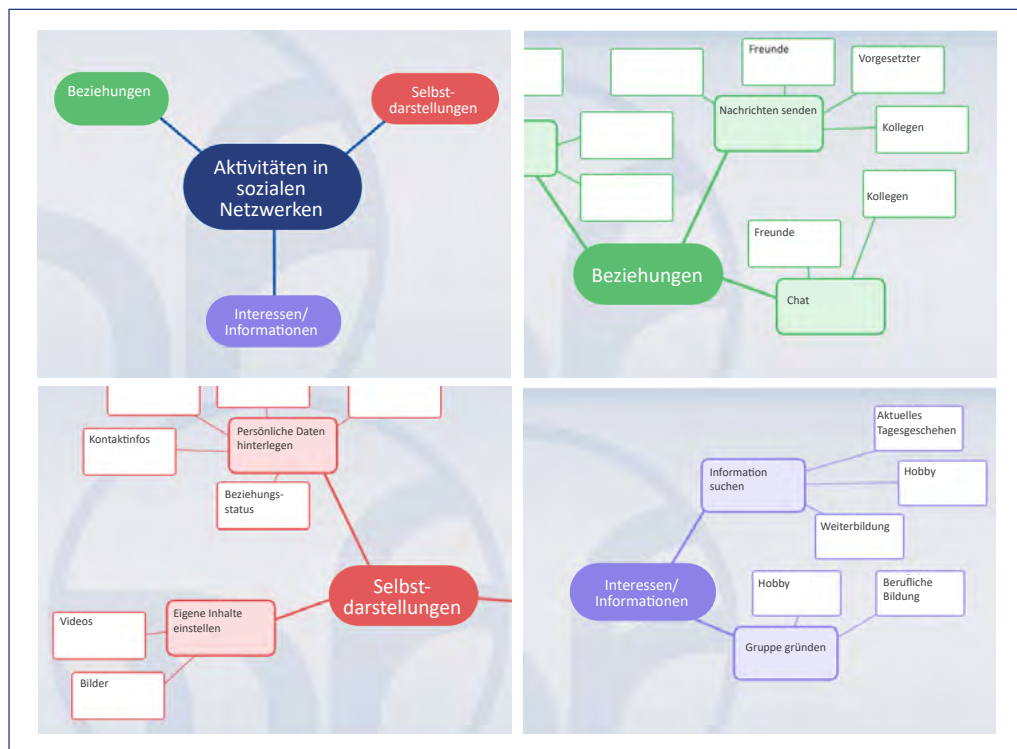 Beziehungen
Selbst-
darstellungen
Aktivitäten in
sozialen
Netzwerken
Interessen/
Informationen
Freunde
Vorgesetzter
Nachrichten senden
Kollegen
Kollegen
Freunde
Beziehungen
Chat
Persönliche Daten
hinterlegen
Kontaktinfos
Beziehungs-
status
Selbst-
darstellungen
Eigene Inhalte
einstellen
Videos
Bilder
Aktuelles
Tagesgeschehen
Information
suchen
Hobby
Weiterbildung
Interessen/
Informationen
Hobby
Berufliche
Bildung
Gruppe gründen